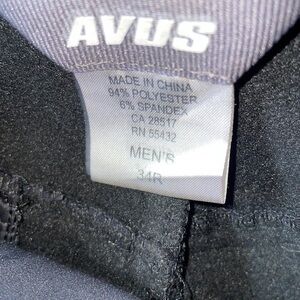 AVUS
MADE IN CHINA
94% POLYESTER
6% SPANDEX
CA 28517
RN 55432
MEN'S
34R